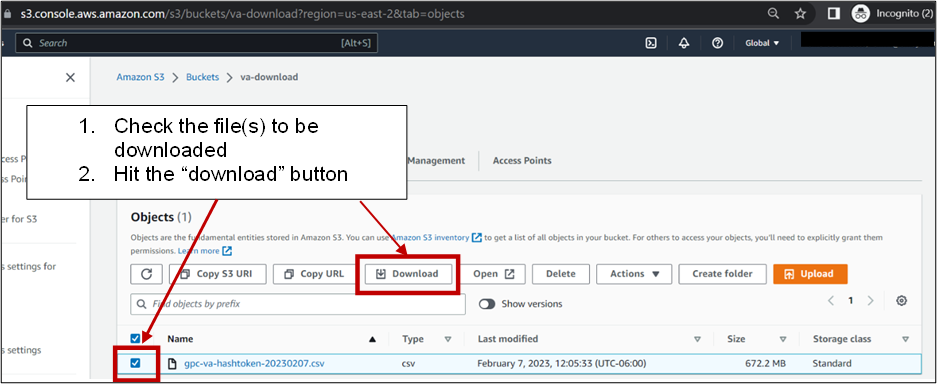 s3.console.aws.amazon.com/s3/buckets/va-download?region=us-east-2&tab=objects
Incognito (2)
Search [Alt+S] Global
Amazon S3 > Buckets > va-download
1. Check the file(s) to be
downloaded
2. Hit the “download” button
Management Access Points
er for S3
s settings for
s settings
Objects (1)
Objects are the fundamental entities stored in Amazon S3. You can use Amazon S3 inventory to get a list of all objects in your bucket. For others to access your objects, you'll need to explicitly grant them
permissions. Learn more
Copy S3 URI Copy URL Download Open Delete Actions Create folder Upload
Find objects by prefix Show versions 1
Name Type Last modified Size Storage class
gpc-va-hashtoken-20230207.csv csv February 7, 2023, 12:05:33 (UTC-06:00) 672.2 MB Standard